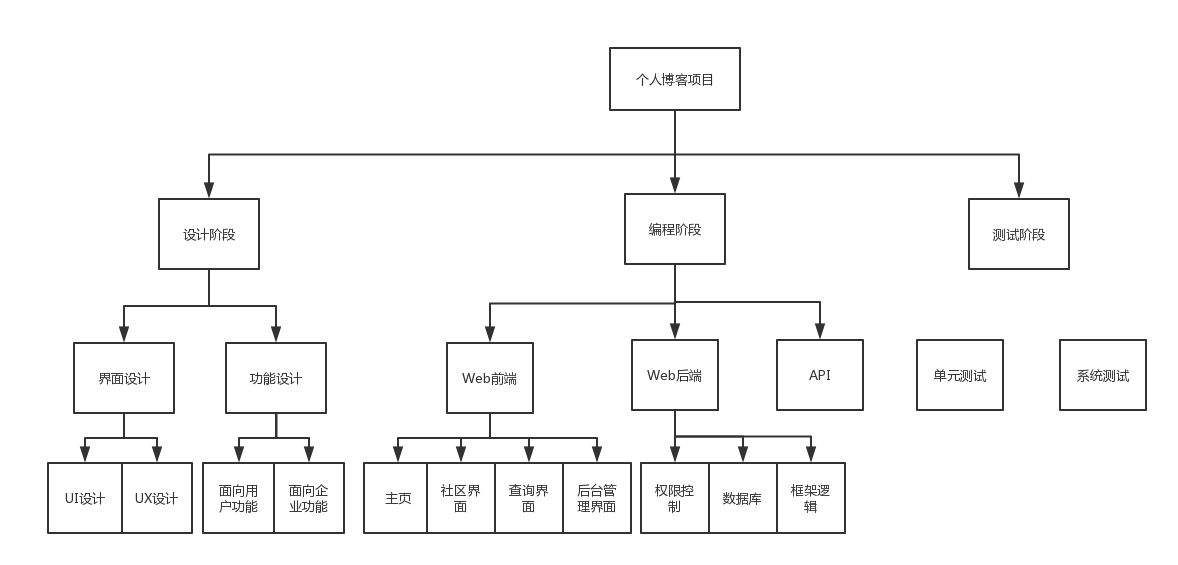 个人博客项目
设计阶段
编程阶段
测试阶段
界面设计
功能设计
Web前端
Web后端
API
单元测试
系统测试
UI设计
UX设计
面向用
户功能
面向企
业功能
主页
社区界
面
查询界
面
后台管
理界面
权限控
制
数据库
框架逻
辑